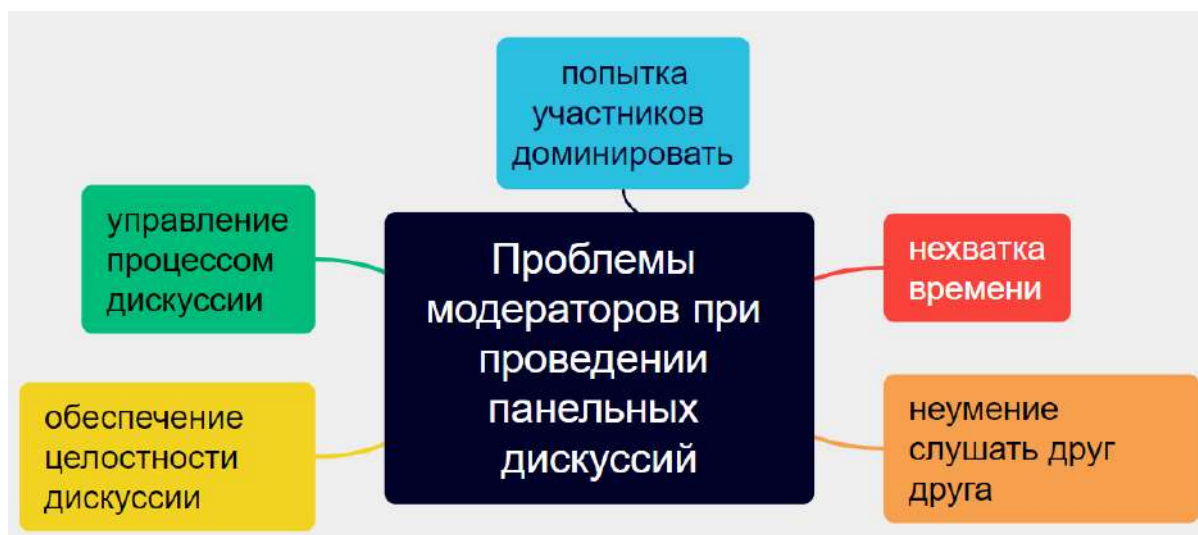 попытка
участников
доминировать
управление
процессом
дискуссии
Проблемы
модераторов при
проведении
панельных
дискуссий
нехватка
времени
обеспечение
целостности
дискуссии
неумение
слушать друг
друга